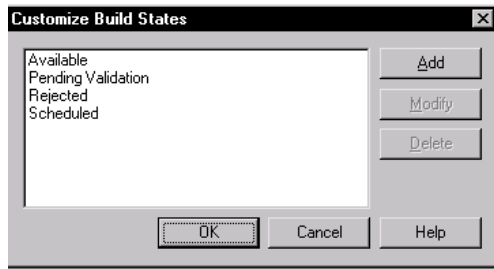 Customize Build States
Available
Pending Validation
Rejected
Scheduled
Add
Modify
Delete
OK
Cancel
Help